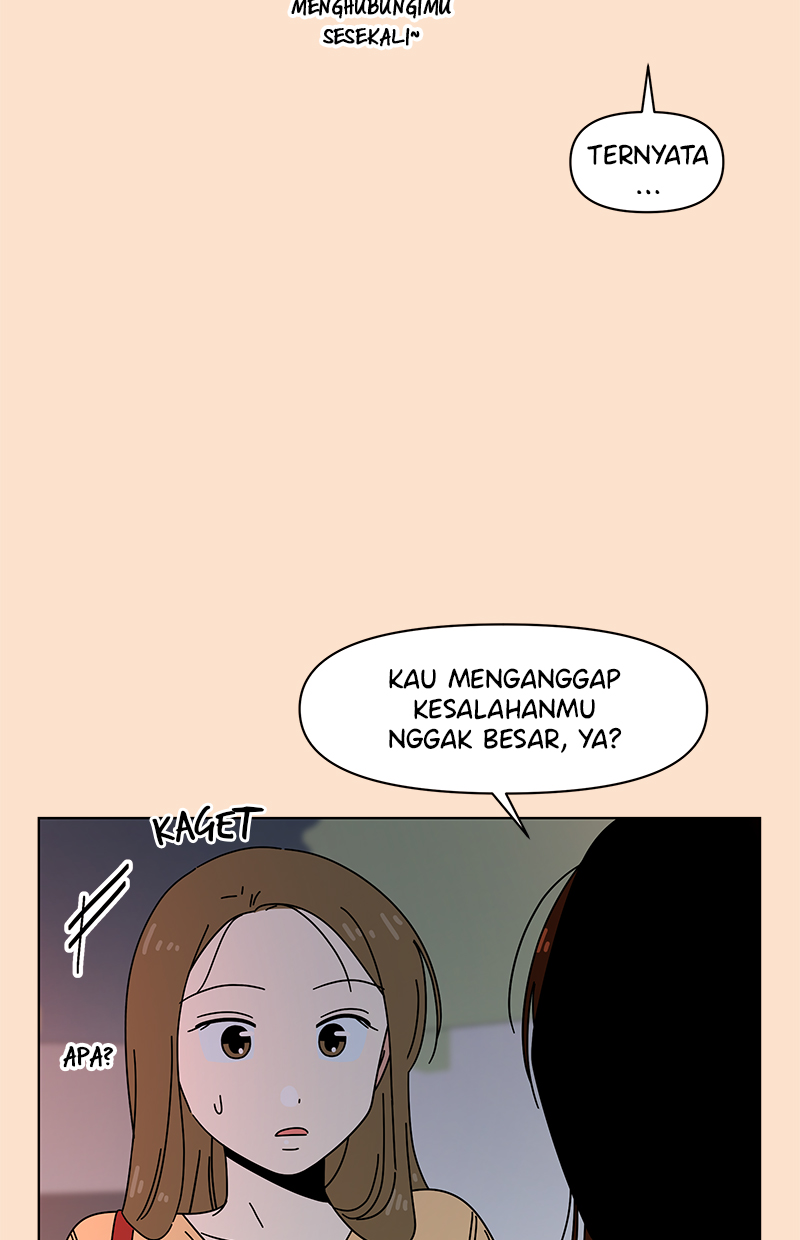 MENGHUBUNGIMU
SESEKALI~
TERNYATA
...
KAU MENGANGGAP
KESALAHANMU
NGGAK BESAR, YA?
KAGET
APA?